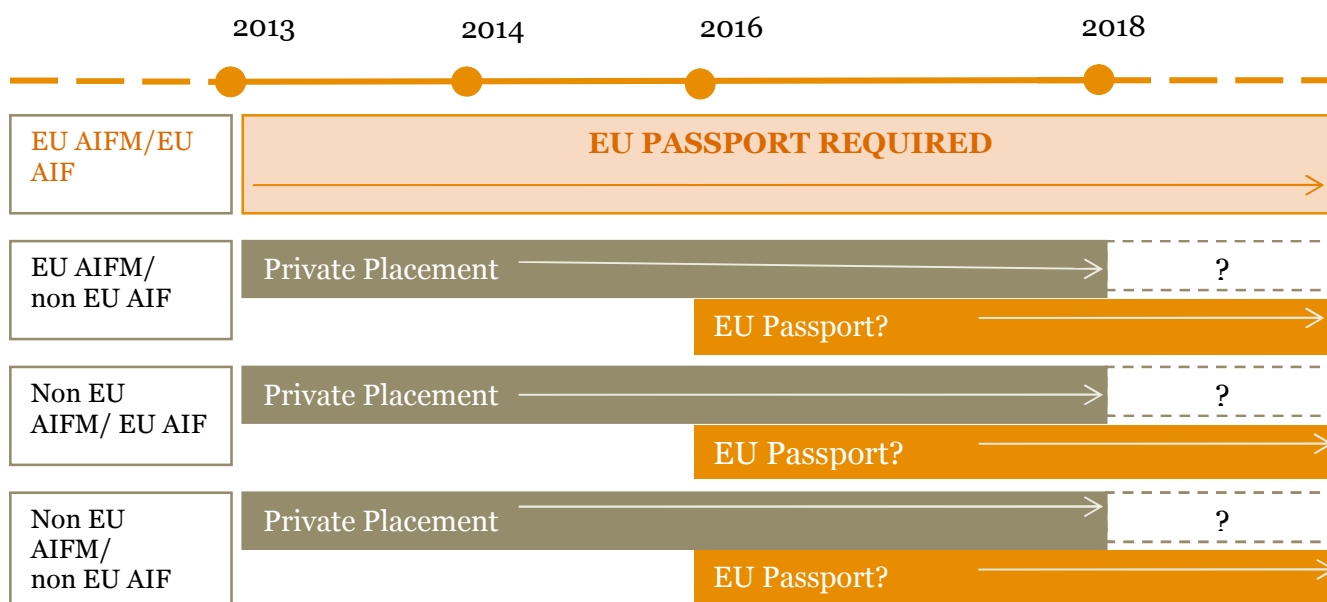 2013 2014 2016 2018
EU AIFM/EU
AIF
EU PASSPORT REQUIRED
EU AIFM/
non EU AIF
Private Placement
?
EU Passport?
Non EU
AIFM/ EU AIF
Private Placement
?
EU Passport?
Non EU
AIFM/
non EU AIF
Private Placement
?
EU Passport?